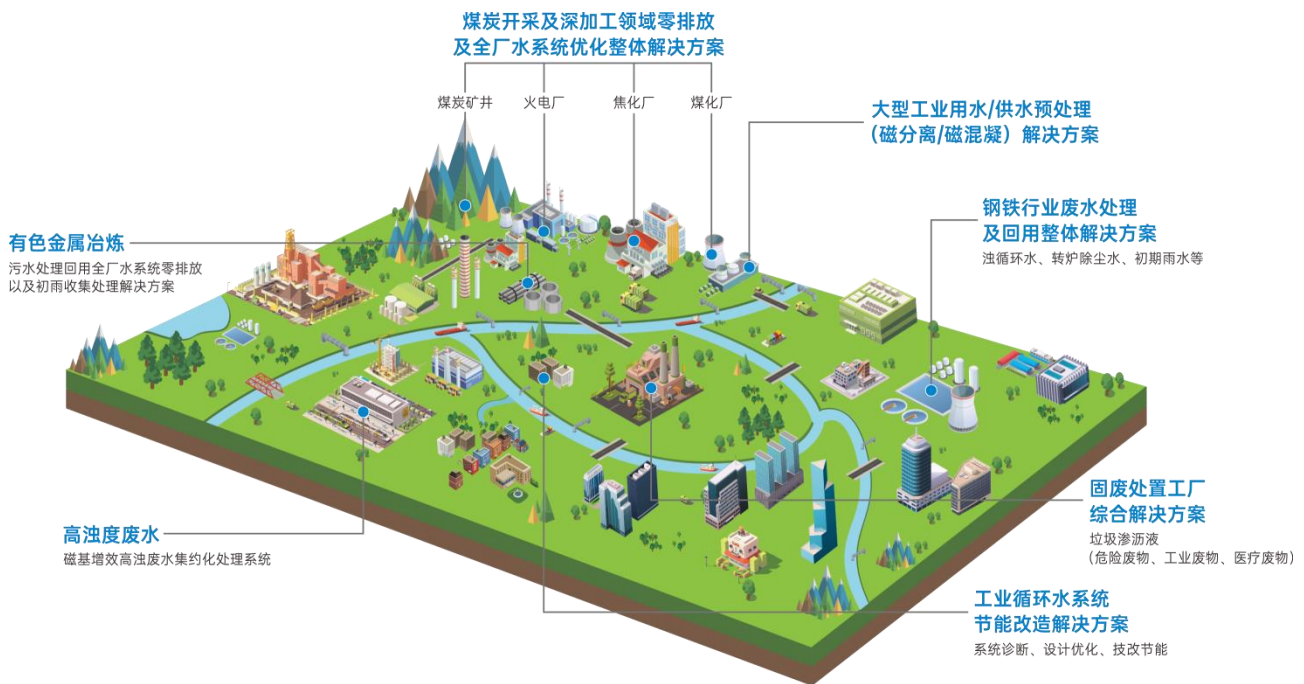 煤炭开采及深加工领域零排放
及全厂水系统优化整体解决方案
煤炭矿井
火电厂
焦化厂
煤化厂
大型工业用水/供水预处理
（磁分离/磁混凝）解决方案
钢铁行业废水处理
及回用整体解决方案
浊循环水、转炉除尘水、初期雨水等
有色金属冶炼
污水处理回用全厂水系统零排放
以及初雨收集处理解决方案
固废处置工厂
综合解决方案
垃圾渗沥液
(危险废物、工业废物、医疗废物)
高浊度废水
磁基增效高浊废水集约化处理系统
工业循环水系统
节能改造解决方案
系统诊断、设计优化、技改节能